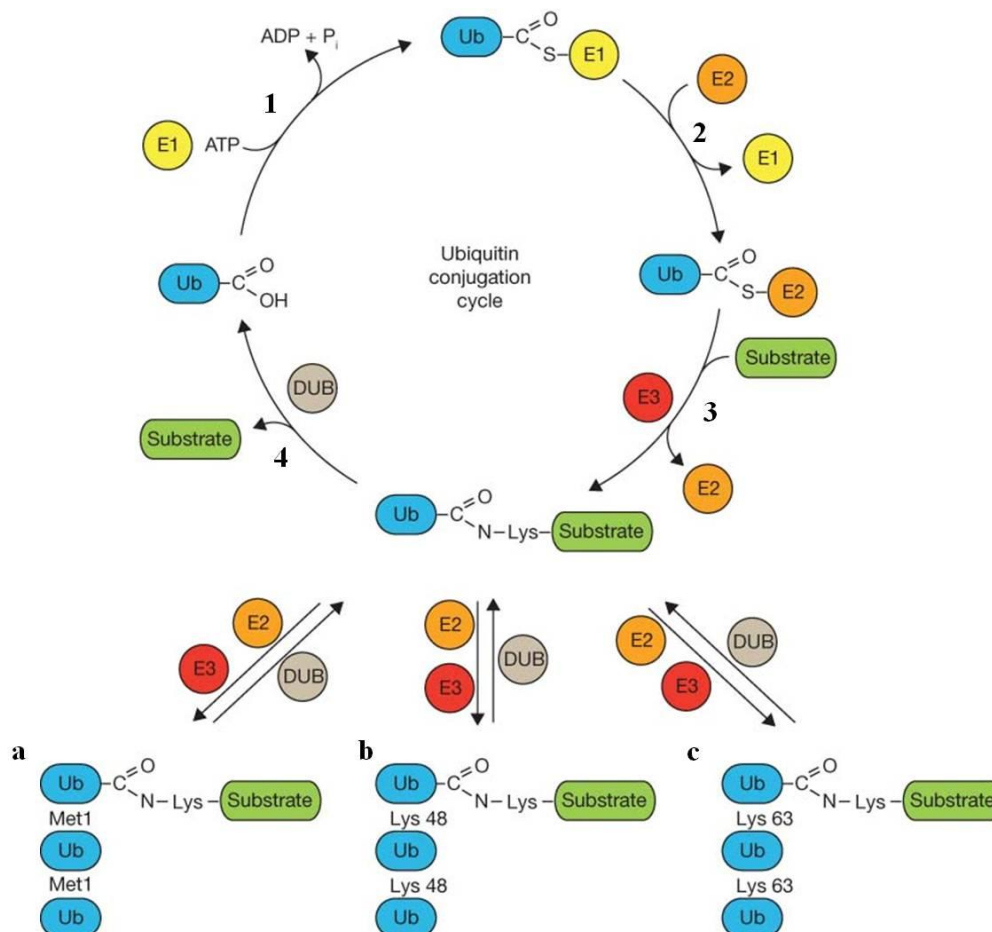 ADP + Pi
Ub C O S E1
1
E2
E1 ATP
2
E1
Ub C O OH
Ubiquitin
conjugation
cycle
Ub C O S E2
Substrate
DUB
E3
3
Substrate
4
E2
Ub C O N Lys Substrate
E2
E3
DUB
E2
E3
DUB
E2
E3
DUB
a
Ub C O N Lys Substrate
Met1
Ub
Met1
Ub
b
Ub C O N Lys Substrate
Lys 48
Ub
Lys 48
Ub
c
Ub C O N Lys Substrate
Lys 63
Ub
Lys 63
Ub